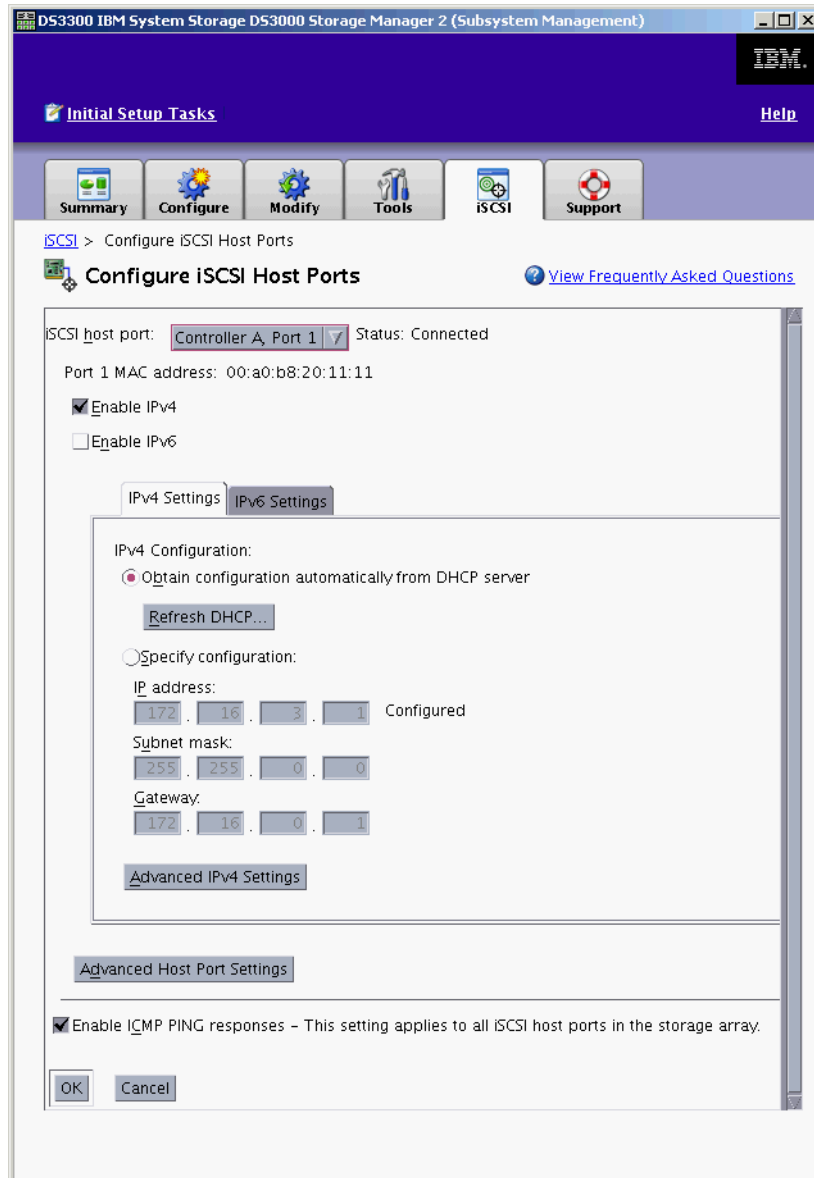 DS3300 IBM System Storage DS3000 Storage Manager 2 (Subsystem Management)
IBM.
Initial Setup Tasks
Help
Summary
Configure
Modify
Tools
iSCSI
Support
iSCSI > Configure iSCSI Host Ports
Configure iSCSI Host Ports
View Frequently Asked Questions
iSCSI host port:
Controller A, Port 1
Status: Connected
Port 1 MAC address: 00:a0:b8:20:11:11
Enable IPv4
Enable IPv6
IPv4 Settings
IPv6 Settings
IPv4 Configuration:
Obtain configuration automatically from DHCP server
Refresh DHCP...
Specify configuration:
IP address:
172 . 16 . 3 . 1 Configured
Subnet mask:
255 . 255 . 0 . 0
Gateway:
172 . 16 . 0 . 1
Advanced IPv4 Settings
Advanced Host Port Settings
Enable ICMP PING responses – This setting applies to all iSCSI host ports in the storage array.
OK
Cancel